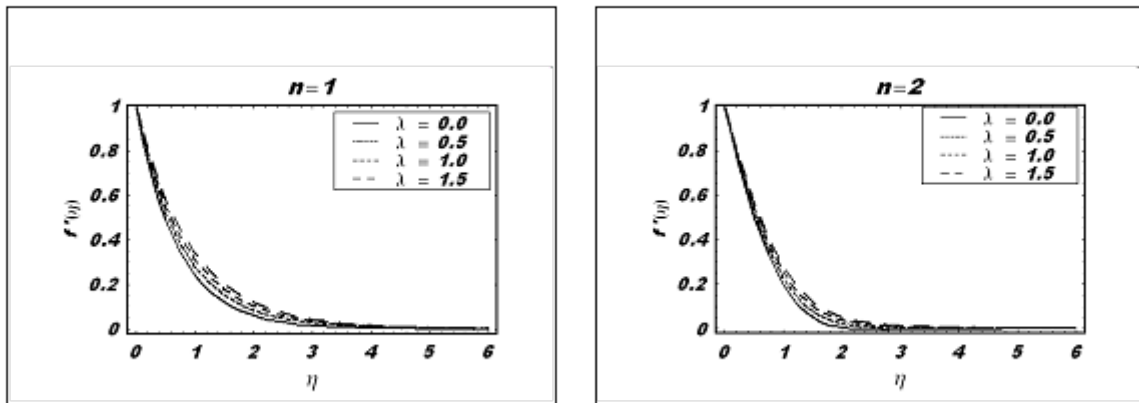 n=1
1
0.8
0.6
0.4
0.2
0
f'(η)
λ = 0.0
λ = 0.5
λ = 1.0
λ = 1.5
0 1 2 3 4 5 6
η
n=2
1
0.8
0.6
0.4
0.2
0
f'(η)
λ = 0.0
λ = 0.5
λ = 1.0
λ = 1.5
0 1 2 3 4 5 6
η